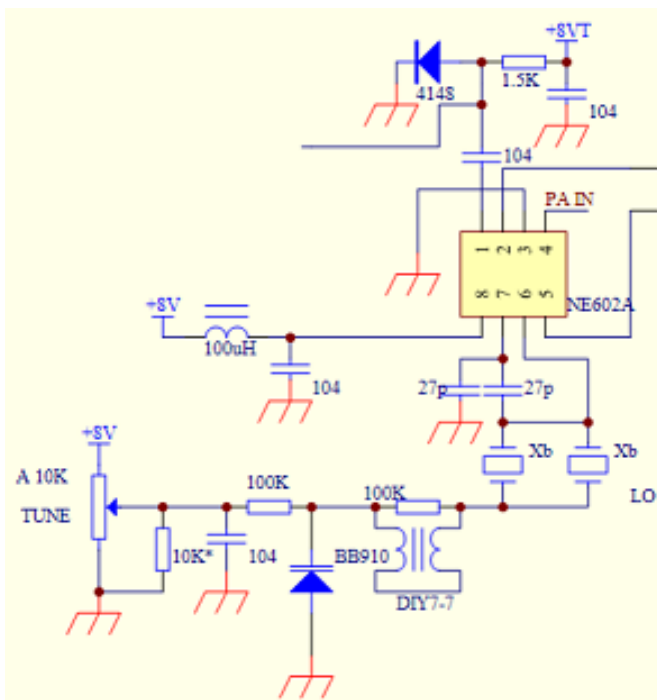 +8VT
4148
1.5K
104
104
PA IN
1 2 3 4
8 7 6 5
NE602A
+8V
100uH
104
27p
27p
+8V
Xb
Xb
A 10K
100K
100K
LO
TUNE
10K*
104
BB910
DIY7-7